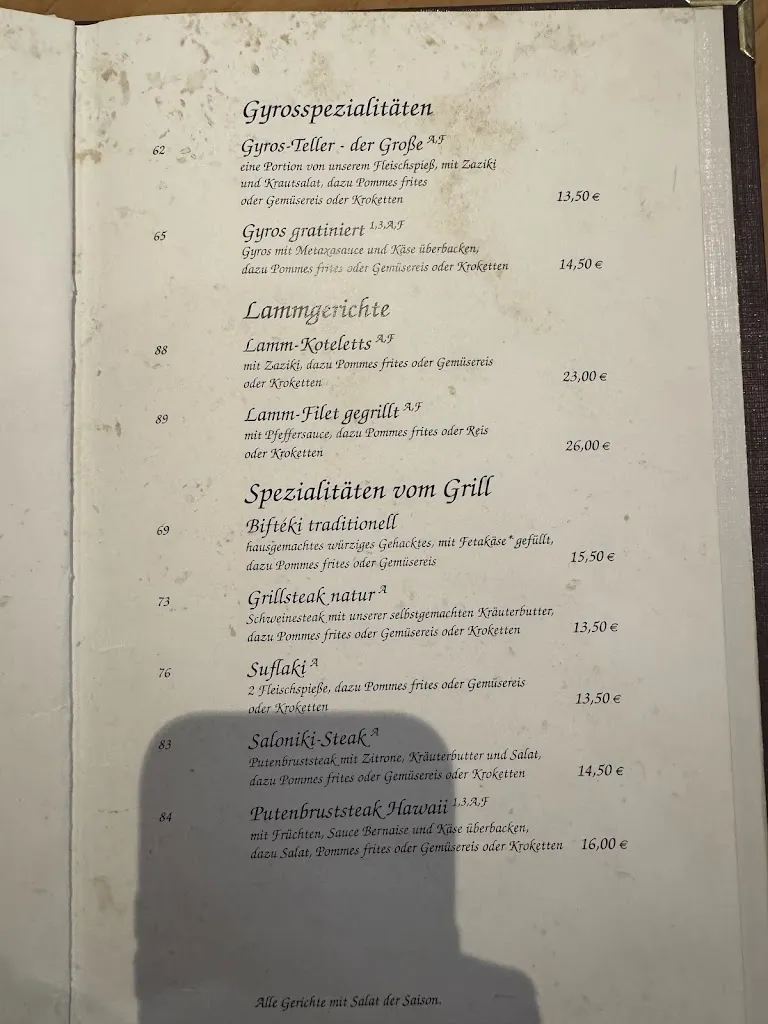 Gyrosspezialitäten
62 Gyros-Teller - der Große A,F
eine Portion von unserem Fleischspieß, mit Zaziki
und Krautsalat, dazu Pommes frites
oder Gemüsereis oder Kroketten 13,50 €
65 Gyros gratiniert 1,3,A,F
Gyros mit Metaxasauce und Käse überbacken,
dazu Pommes frites oder Gemüsereis oder Kroketten 14,50 €
Lammgerichte
88 Lamm-Koteletts A,F
mit Zaziki, dazu Pommes frites oder Gemüsereis
oder Kroketten 23,00 €
89 Lamm-Filet gegrillt A,F
mit Pfeffersauce, dazu Pommes frites oder Reis
oder Kroketten 26,00 €
Spezialitäten vom Grill
69 Biftéki traditionell
hausgemachtes würziges Gehacktes, mit Fetakäse* gefüllt,
dazu Pommes frites oder Gemüsereis 15,50 €
73 Grillsteak natur A
Schweinesteak mit unserer selbstgemachten Kräuterbutter,
dazu Pommes frites oder Gemüsereis oder Kroketten 13,50 €
76 Suflaki A
2 Fleischspieße, dazu Pommes frites oder Gemüsereis
oder Kroketten 13,50 €
83 Saloniki-Steak A
Putenbruststeak mit Zitrone, Kräuterbutter und Salat,
dazu Pommes frites oder Gemüsereis oder Kroketten 14,50 €
84 Putenbruststeak Hawaii 1,3,A,F
mit Früchten, Sauce Bernaise und Käse überbacken,
dazu Salat, Pommes frites oder Gemüsereis oder Kroketten 16,00 €
Alle Gerichte mit Salat der Saison.